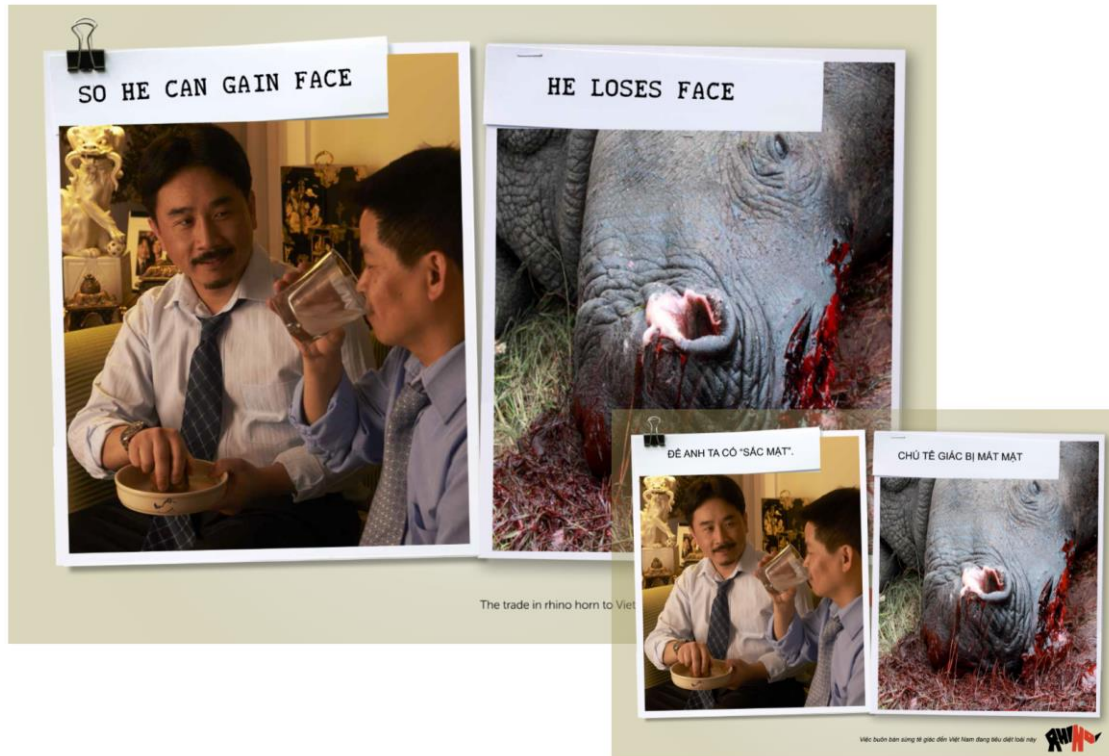 SO HE CAN GAIN FACE
HE LOSES FACE
The trade in rhino horn to Viet
ĐỂ ANH TA CÓ “SẮC MẶT”.
CHÚ TÊ GIÁC BỊ MẤT MẶT
Việc buôn bán sừng tê giác đến Việt Nam đang tiêu diệt loài này
RHINO